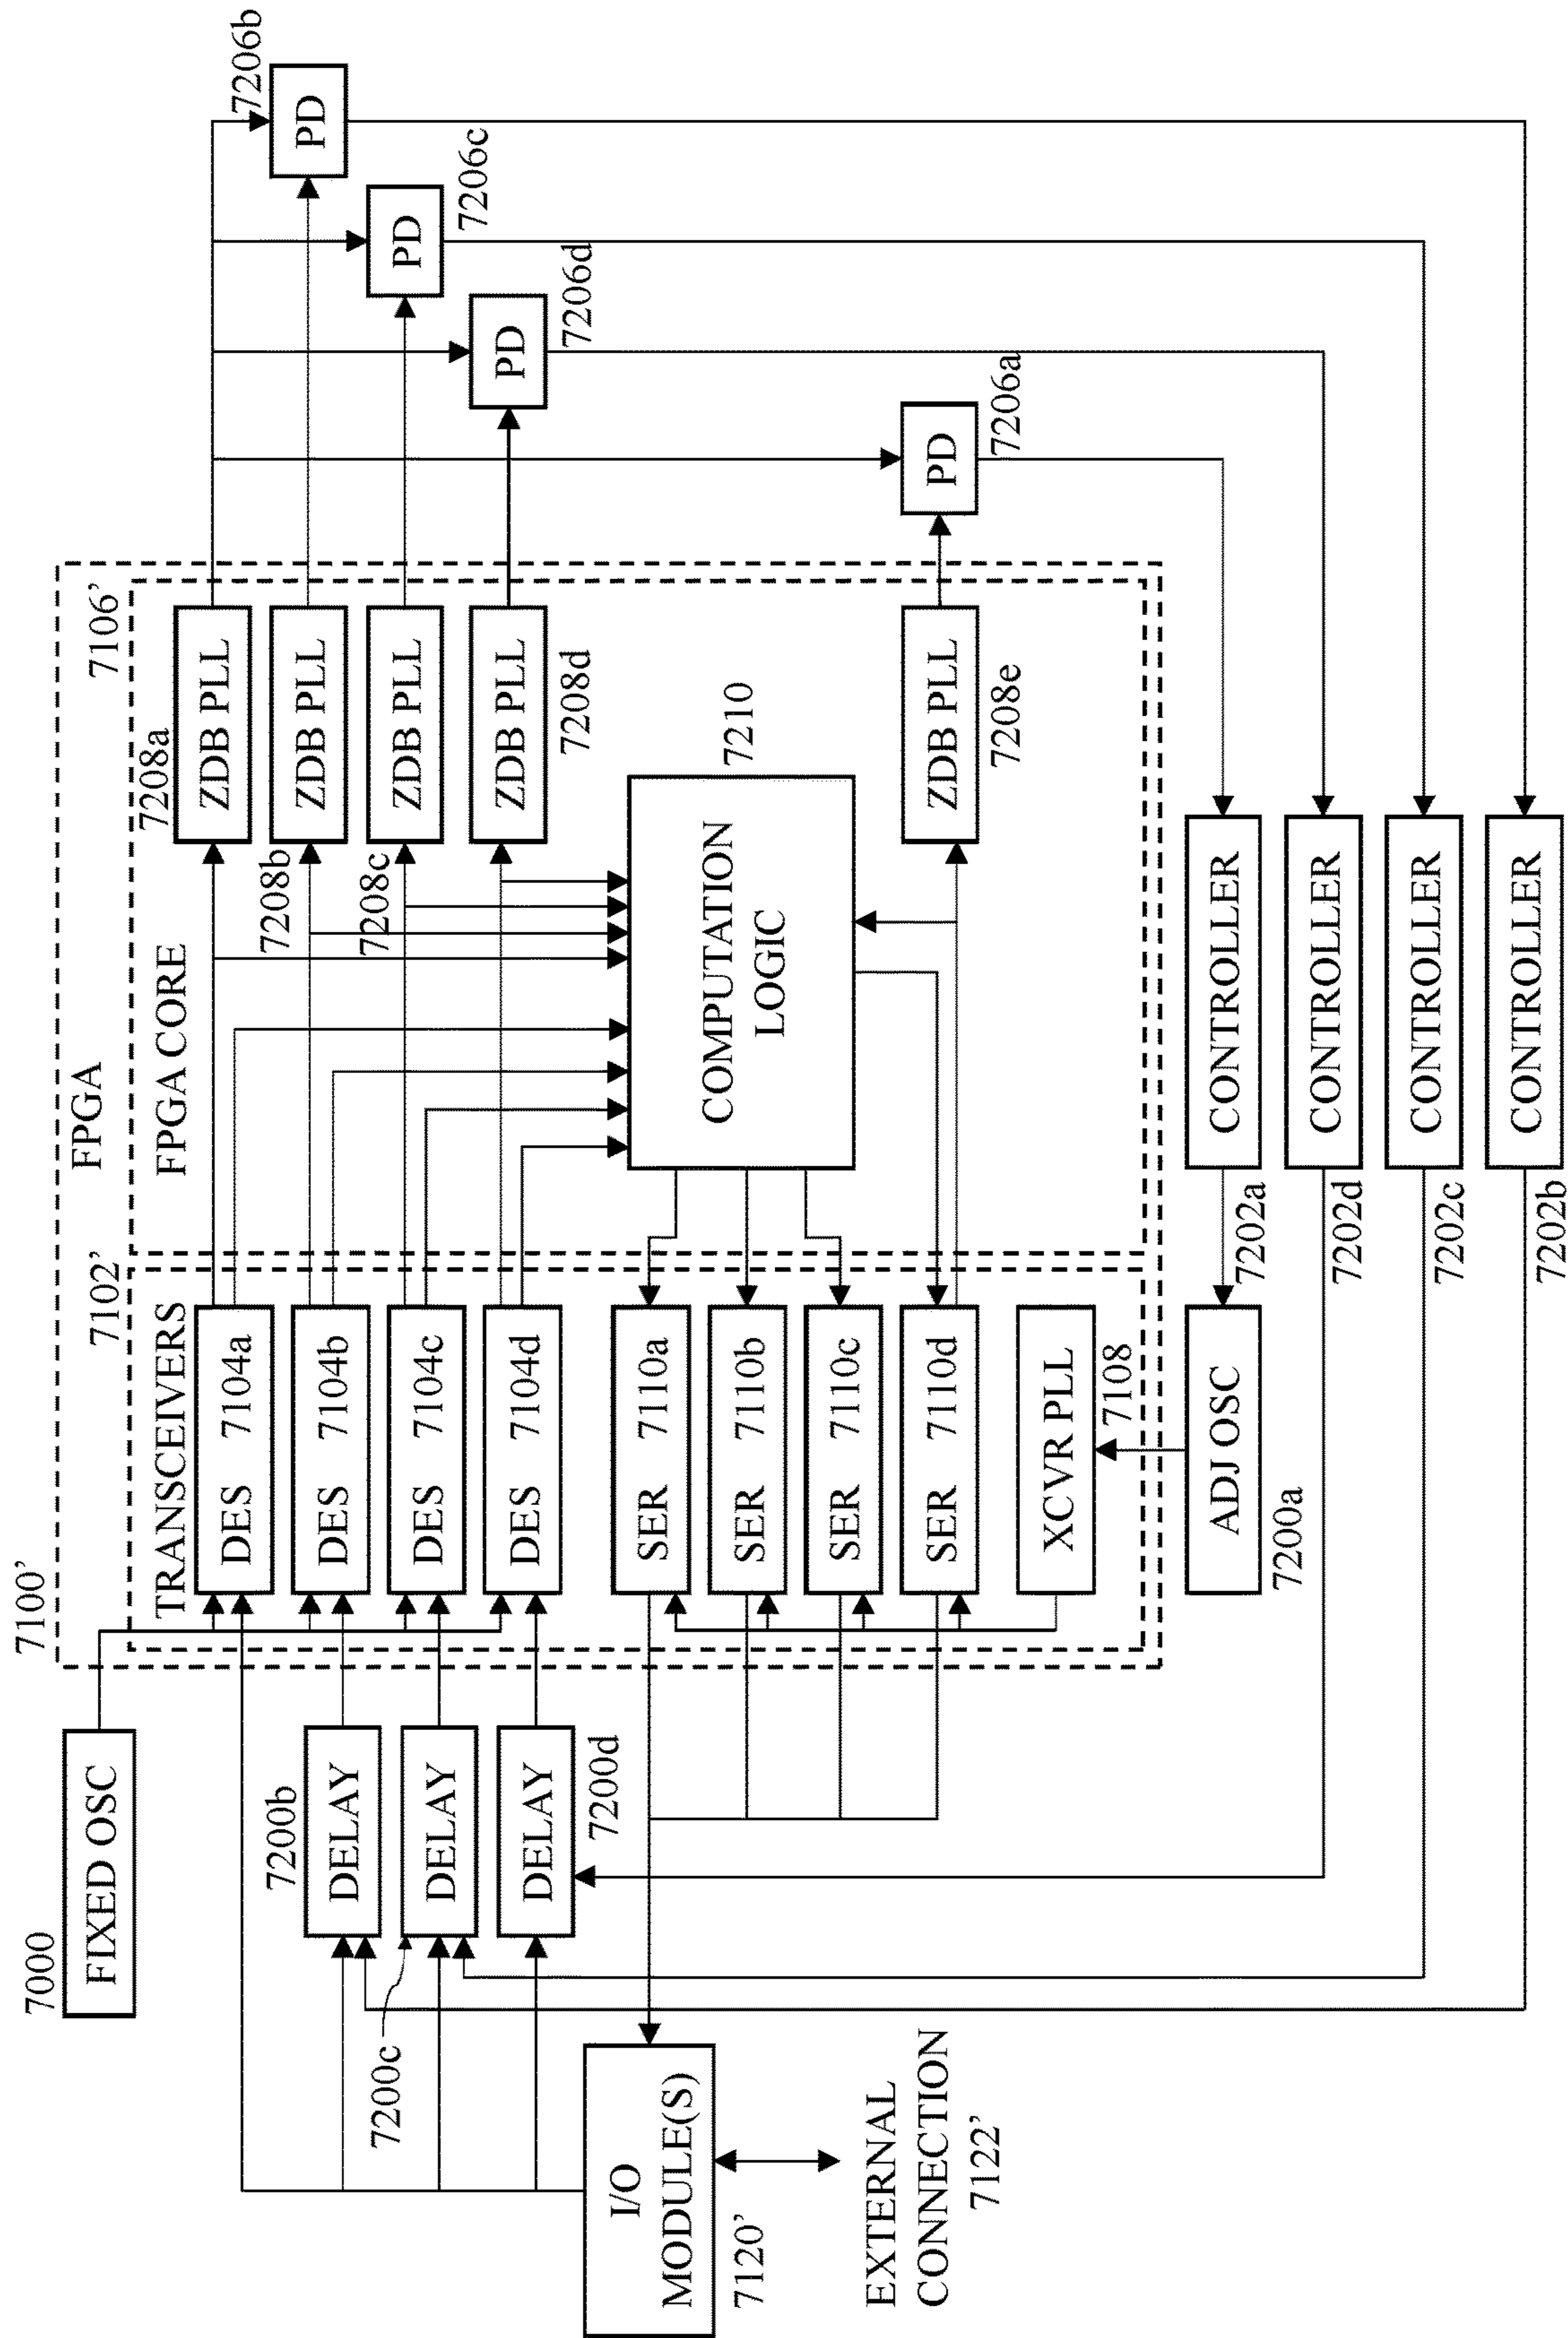 7000
FIXED OSC
7100’
FPGA
7102’
TRANSCEIVERS
DES 7104a
DES 7104b
DES 7104c
DES 7104d
SER 7110a
SER 7110b
SER 7110c
SER 7110d
XCVR PLL
7108
7106’
FPGA CORE
7208a
ZDB PLL
7208b
ZDB PLL
7208c
ZDB PLL
ZDB PLL
7208d
COMPUTATION
LOGIC
7210
ZDB PLL
7208e
7206b
PD
PD
7206c
PD
7206d
PD
7206a
7200b
DELAY
7200c
DELAY
DELAY
7200d
I/O
MODULE(S)
7120’
EXTERNAL
CONNECTION
7122’
ADJ OSC
7200a
CONTROLLER
7202a
CONTROLLER
7202d
CONTROLLER
7202c
CONTROLLER
7202b